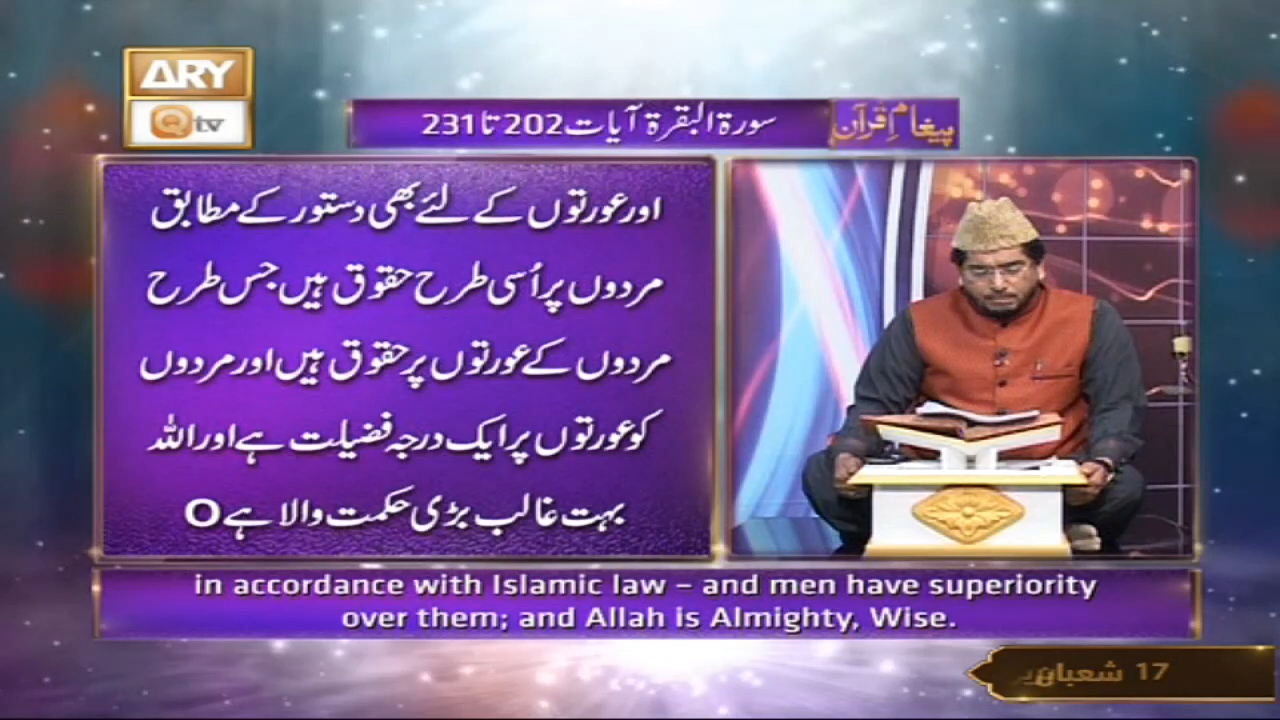 ARY
Qtv
پیغامِ قرآن
سورۃ البقرۃ آیات 202 تا 231
اور عورتوں کے لئے بھی دستور کے مطابق
مردوں پر اُسی طرح حقوق ہیں جس طرح
مردوں کے عورتوں پر حقوق ہیں اور مردوں
کو عورتوں پر ایک درجہ فضیلت ہے اور اللہ
بہت غالب بڑی حکمت والا ہے O
in accordance with Islamic law – and men have superiority
over them; and Allah is Almighty, Wise.
17 شعبان